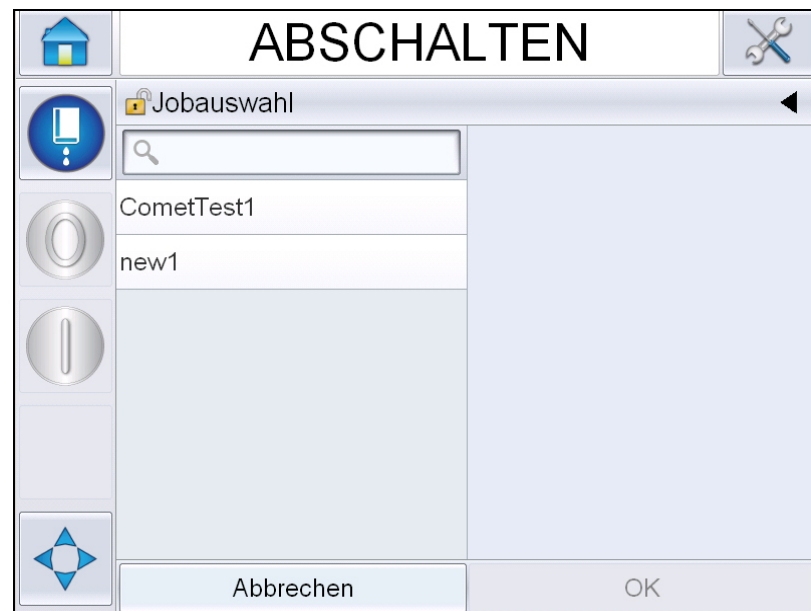 ABSCHALTEN
Jobauswahl
CometTest1
new1
Abbrechen
OK